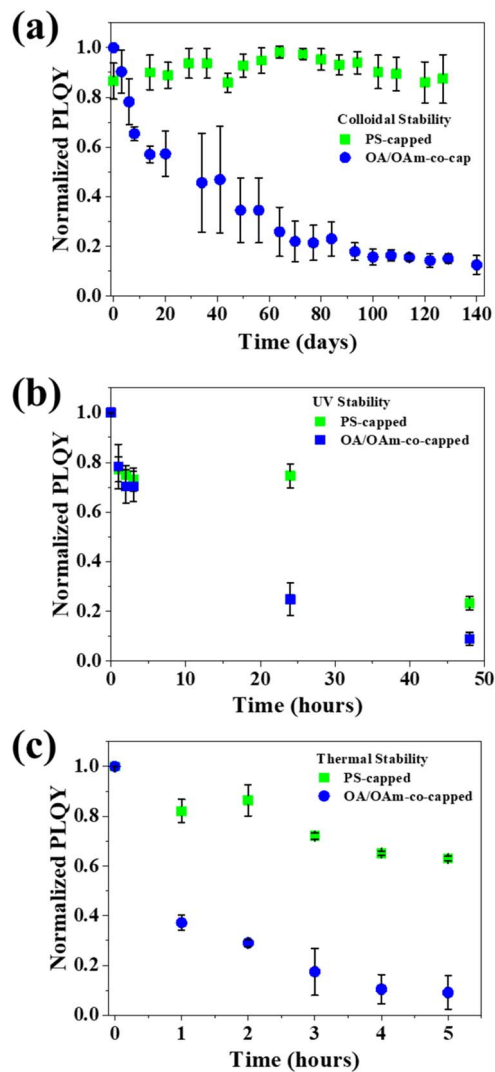 (a)
Normalized PLQY
1.0
0.8
0.6
0.4
0.2
0.0
Colloidal Stability
PS-capped
OA/OAm-co-cap
0 20 40 60 80 100 120 140
Time (days)
(b)
Normalized PLQY
1.0
0.8
0.6
0.4
0.2
0.0
UV Stability
PS-capped
OA/OAm-co-capped
0 10 20 30 40 50
Time (hours)
(c)
Normalized PLQY
1.0
0.8
0.6
0.4
0.2
0.0
Thermal Stability
PS-capped
OA/OAm-co-capped
0 1 2 3 4 5
Time (hours)